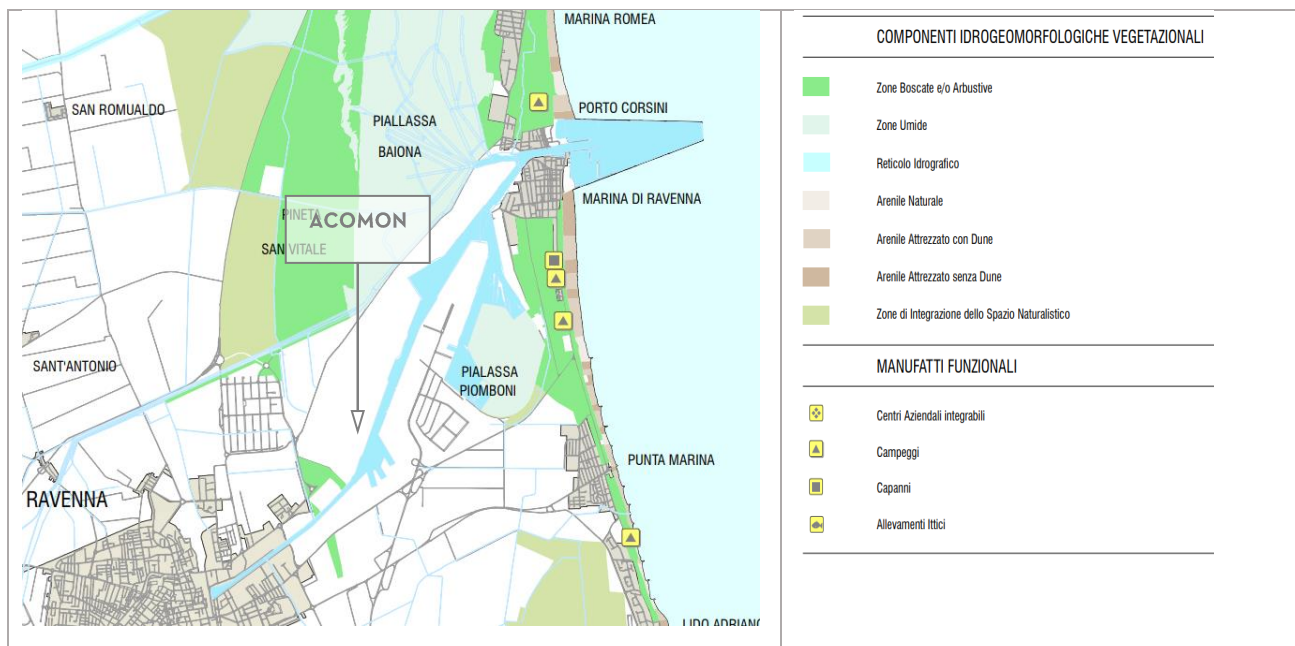 MARINA ROMEA
SAN ROMUALDO
PORTO CORSINI
PIALLASSA
BAIONA
MARINA DI RAVENNA
PINETA
ACOMON
SAN VITALE
SANT'ANTONIO
PIALASSA
PIOMBONI
PUNTA MARINA
RAVENNA
LIDO ADRIANO
COMPONENTI IDROGEOMORFOLOGICHE VEGETAZIONALI
Zone Boscate e/o Arbustive
Zone Umide
Reticolo Idrografico
Arenile Naturale
Arenile Attrezzato con Dune
Arenile Attrezzato senza Dune
Zone di Integrazione dello Spazio Naturalistico
MANUFATTI FUNZIONALI
Centri Aziendali integrabili
Campeggi
Capanni
Allevamenti Ittici